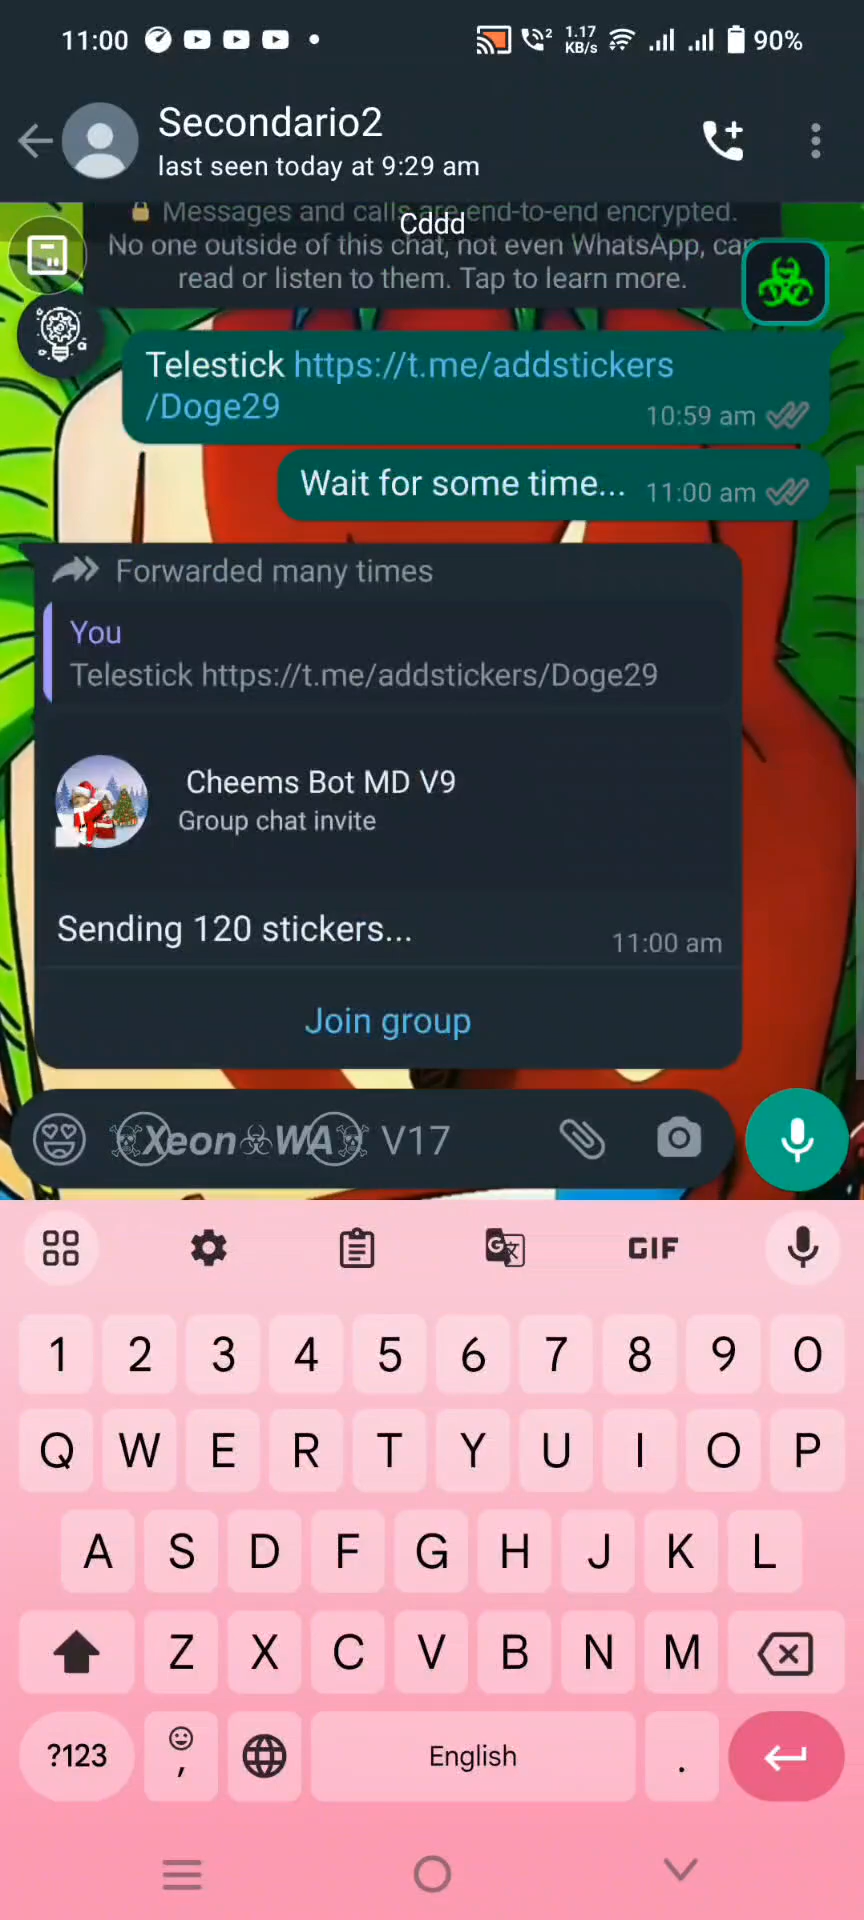 11:00 2 1.17 KB/s 90%
Secondario2
last seen today at 9:29 am
Messages and calls are end-to-end encrypted.
Cddd
No one outside of this chat, not even WhatsApp, can
read or listen to them. Tap to learn more.
Telestick https://t.me/addstickers
/Doge29 10:59 am
Wait for some time... 11:00 am
Forwarded many times
You
Telestick https://t.me/addstickers/Doge29
Cheems Bot MD V9
Group chat invite
Sending 120 stickers... 11:00 am
Join group
Xeon☣WA V17
GIF
1 2 3 4 5 6 7 8 9 0
Q W E R T Y U I O P
A S D F G H J K L
Z X C V B N M
?123 , English .